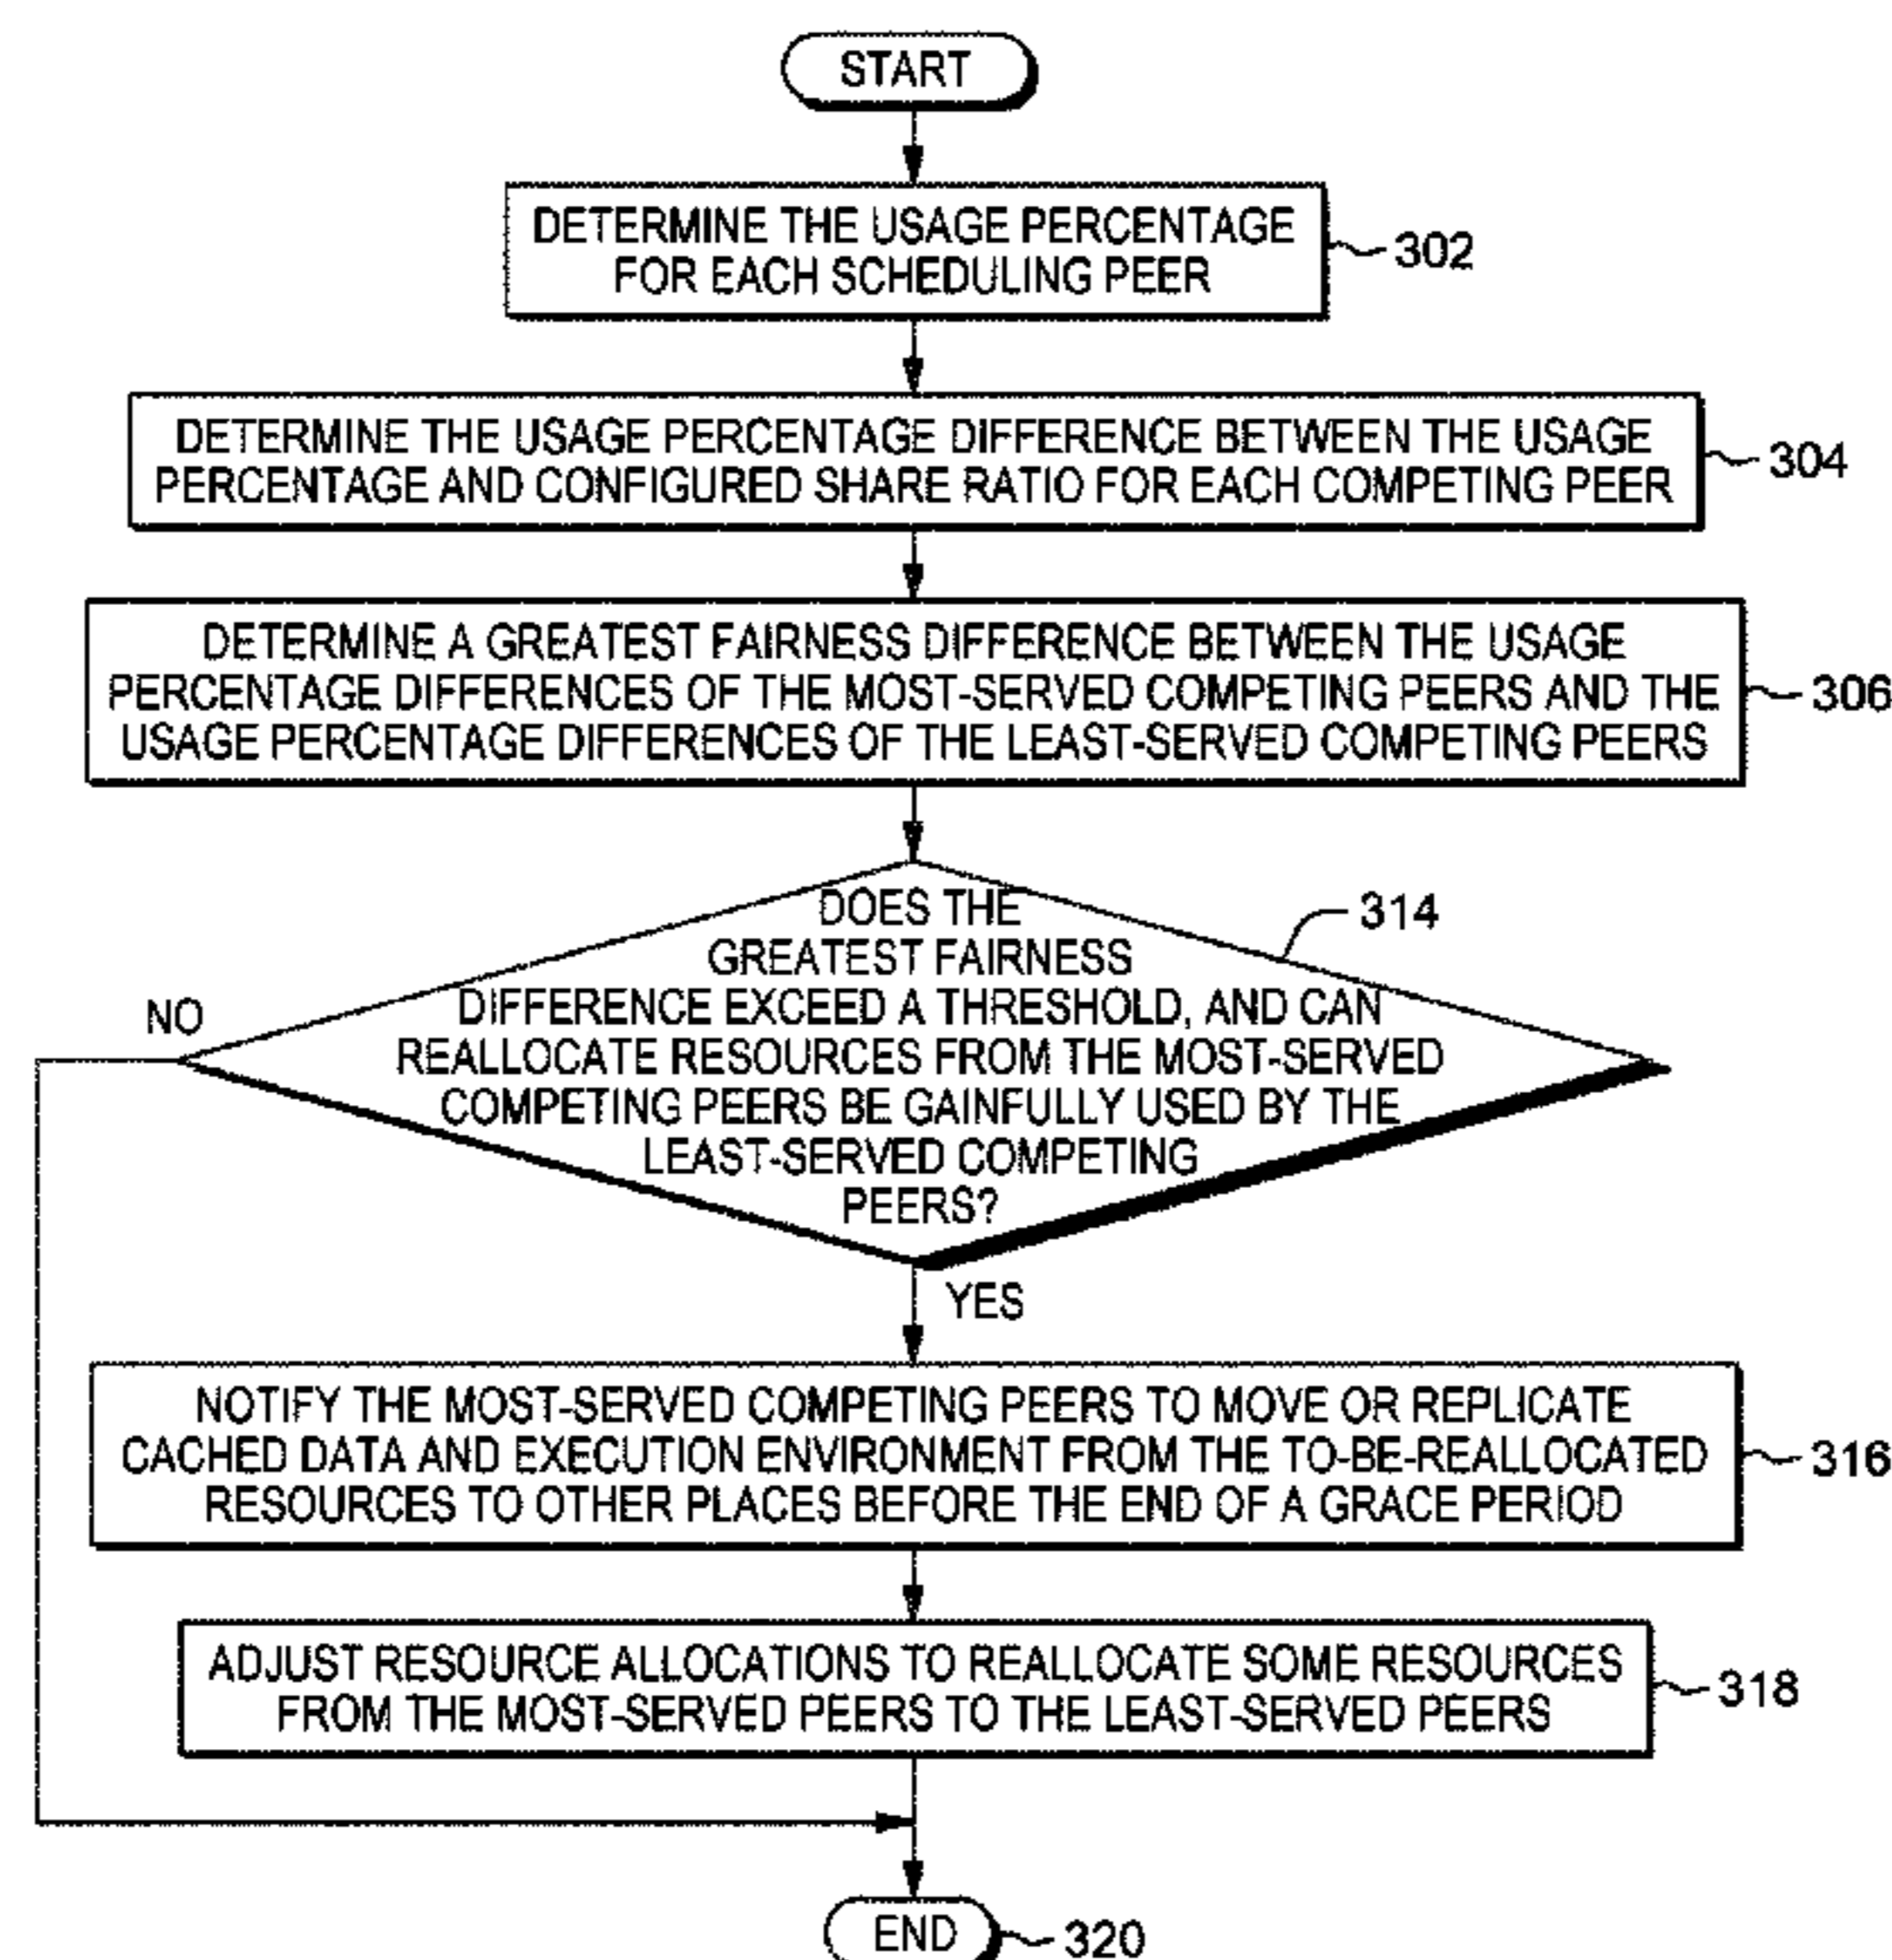 START
DETERMINE THE USAGE PERCENTAGE
FOR EACH SCHEDULING PEER
302
DETERMINE THE USAGE PERCENTAGE DIFFERENCE BETWEEN THE USAGE
PERCENTAGE AND CONFIGURED SHARE RATIO FOR EACH COMPETING PEER
304
DETERMINE A GREATEST FAIRNESS DIFFERENCE BETWEEN THE USAGE
PERCENTAGE DIFFERENCES OF THE MOST-SERVED COMPETING PEERS AND THE
USAGE PERCENTAGE DIFFERENCES OF THE LEAST-SERVED COMPETING PEERS
306
DOES THE
GREATEST FAIRNESS
DIFFERENCE EXCEED A THRESHOLD, AND CAN
REALLOCATE RESOURCES FROM THE MOST-SERVED
COMPETING PEERS BE GAINFULLY USED BY THE
LEAST-SERVED COMPETING
PEERS?
314
NO
YES
NOTIFY THE MOST-SERVED COMPETING PEERS TO MOVE OR REPLICATE
CACHED DATA AND EXECUTION ENVIRONMENT FROM THE TO-BE-REALLOCATED
RESOURCES TO OTHER PLACES BEFORE THE END OF A GRACE PERIOD
316
ADJUST RESOURCE ALLOCATIONS TO REALLOCATE SOME RESOURCES
FROM THE MOST-SERVED PEERS TO THE LEAST-SERVED PEERS
318
END
320